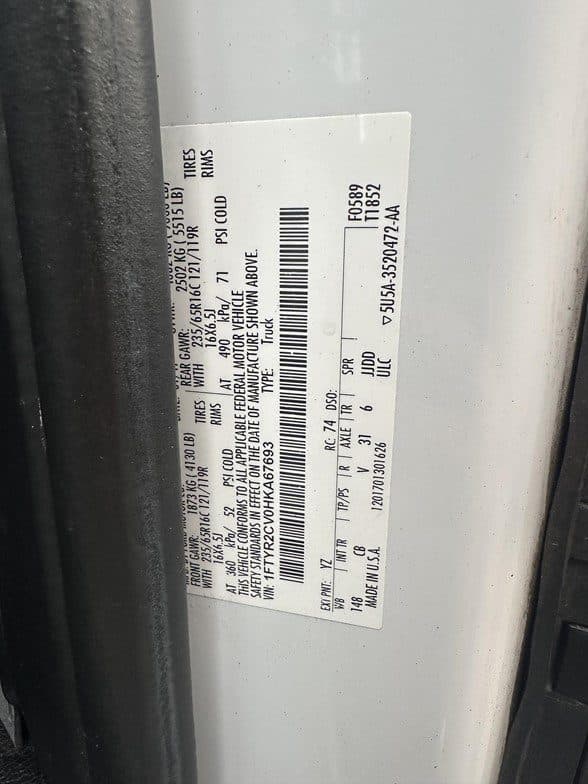 FRONT GAWR: 1873 KG ( 4130 LB) REAR GAWR: 2502 KG ( 5515 LB)
WITH 235/65R16C 121/119R TIRES WITH 235/65R16C 121/119R TIRES
16X6.5J RIMS 16X6.5J RIMS
AT 360 kPa/ 52 PSI COLD AT 490 kPa/ 71 PSI COLD
THIS VEHICLE CONFORMS TO ALL APPLICABLE FEDERAL MOTOR VEHICLE
SAFETY STANDARDS IN EFFECT ON THE DATE OF MANUFACTURE SHOWN ABOVE.
VIN: 1FTYR2CV0HKA67693 TYPE: Truck
EXT PNT: YZ RC: 74 DSO: F0589
WB INT TR TP/PS R AXLE TR SPR T1852
148 CB V 31 6 JJDD
MADE IN U.S.A. 1201701301626 ULC ▽5U5A-3520472-AA